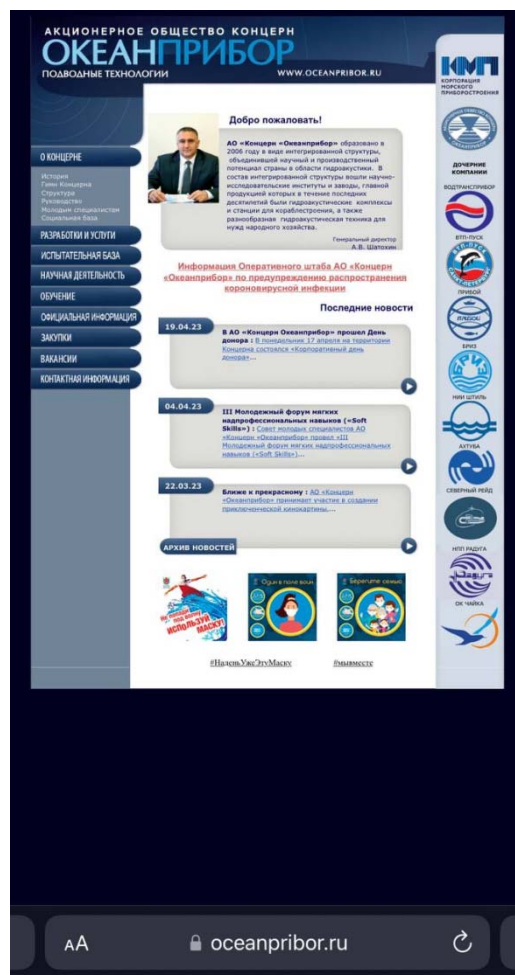 АКЦИОНЕРНОЕ ОБЩЕСТВО КОНЦЕРН
ОКЕАНПРИБОР
ПОДВОДНЫЕ ТЕХНОЛОГИИ
WWW.OCEANPRIBOR.RU
О КОНЦЕРНЕ
История
Гимн Концерна
Структура
Руководство
Молодым специалистам
Социальная база
РАЗРАБОТКИ И УСЛУГИ
ИСПЫТАТЕЛЬНАЯ БАЗА
НАУЧНАЯ ДЕЯТЕЛЬНОСТЬ
ОБУЧЕНИЕ
ОФИЦИАЛЬНАЯ ИНФОРМАЦИЯ
ЗАКУПКИ
ВАКАНСИИ
КОНТАКТНАЯ ИНФОРМАЦИЯ
Добро пожаловать!
АО «Концерн «Океанприбор» образовано в
2006 году в виде интегрированной структуры,
объединившей научный и производственный
потенциал страны в области гидроакустики. В
состав интегрированной структуры вошли научно-
исследовательские институты и заводы, главной
продукцией которых в течение последних
десятилетий были гидроакустические комплексы
и станции для кораблестроения, а также
разнообразная гидроакустическая техника для
нужд народного хозяйства.
Генеральный директор
А.В. Шатохин
Информация Оперативного штаба АО «Концерн
«Океанприбор» по предупреждению распространения
короновирусной инфекции
Последние новости
19.04.23
В АО «Концерн Океанприбор» прошел День
донора : В понедельник 17 апреля на территории
Концерна состоялся «Корпоративный день
донора»...
04.04.23
III Молодежный форум мягких
надпрофессиональных навыков («Soft
Skills») : Совет молодых специалистов АО
«Концерн «Океанприбор» провел «III
Молодежный форум мягких надпрофессиональных
навыков («Soft Skills»)...
22.03.23
Ближе к прекрасному : АО «Концерн
«Океанприбор» принимает участие в создании
приключенческой кинокартины....
АРХИВ НОВОСТЕЙ
Не попади
под волну
ИСПОЛЬЗУЙ
МАСКУ!
Один в поле воин
Берегите семью
#НаденьУжеЭтуМаску
#мывместе
КМП
КОРПОРАЦИЯ
МОРСКОГО
ПРИБОРОСТРОЕНИЯ
ДОЧЕРНИЕ
КОМПАНИИ
ВОДТРАНСПРИБОР
ВТП-ПУСК
ПРИБОЙ
ПРИБОЙ
БРИЗ
БРИЗ
НИИ ШТИЛЬ
АХТУБА
СЕВЕРНЫЙ РЕЙД
НПП РАДУГА
Радуга
ОК ЧАЙКА
AA
oceanpribor.ru